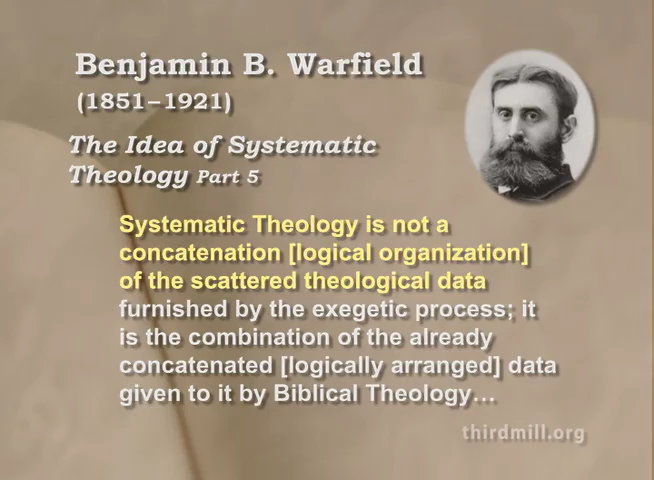 Benjamin B. Warfield
(1851–1921)
The Idea of Systematic
Theology Part 5
Systematic Theology is not a
concatenation [logical organization]
of the scattered theological data
furnished by the exegetic process; it
is the combination of the already
concatenated [logically arranged] data
given to it by Biblical Theology…
thirdmill.org